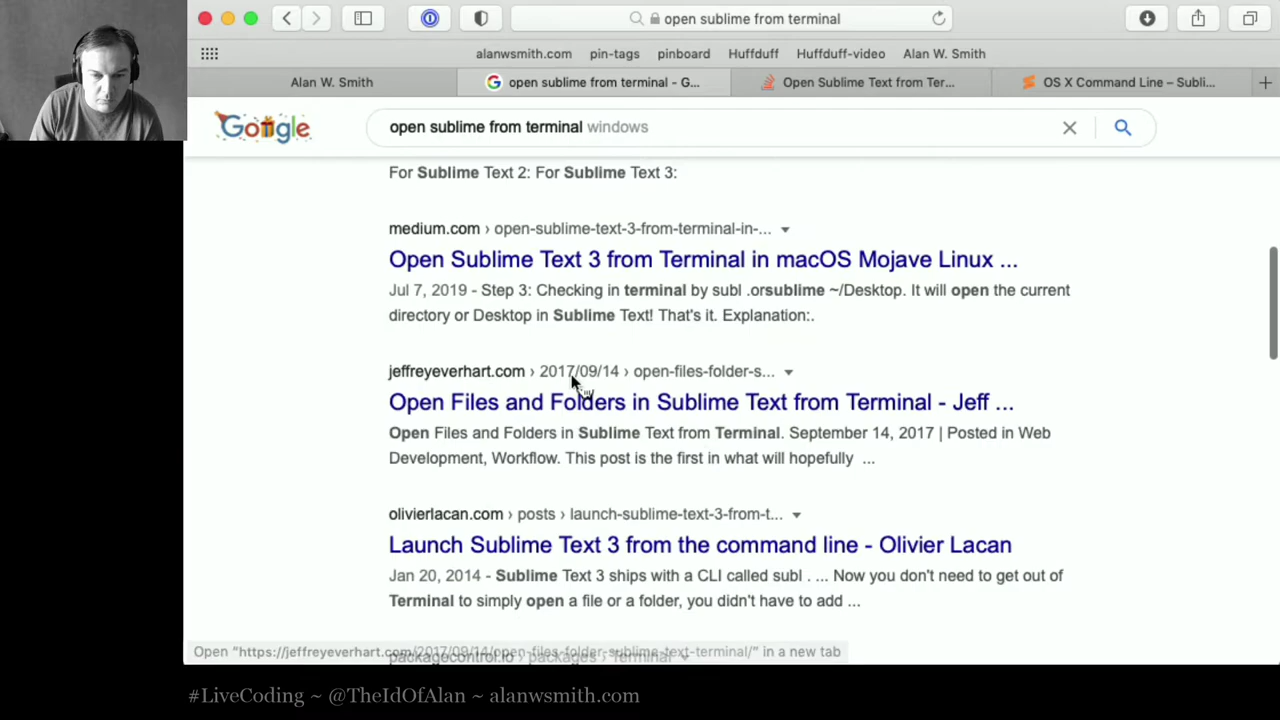 open sublime from terminal
alanwsmith.com pin-tags pinboard Huffduff Huffduff-video Alan W. Smith
Alan W. Smith
open sublime from terminal - G...
Open Sublime Text from Ter...
OS X Command Line – Subli...
Google
open sublime from terminal windows
For Sublime Text 2: For Sublime Text 3:
medium.com › open-sublime-text-3-from-terminal-in-...
Open Sublime Text 3 from Terminal in macOS Mojave Linux ...
Jul 7, 2019 - Step 3: Checking in terminal by subl .orsublime ~/Desktop. It will open the current
directory or Desktop in Sublime Text! That's it. Explanation:.
jeffreyeverhart.com › 2017/09/14 › open-files-folder-s...
Open Files and Folders in Sublime Text from Terminal - Jeff ...
Open Files and Folders in Sublime Text from Terminal. September 14, 2017 | Posted in Web
Development, Workflow. This post is the first in what will hopefully ...
olivierlacan.com › posts › launch-sublime-text-3-from-t...
Launch Sublime Text 3 from the command line - Olivier Lacan
Jan 20, 2014 - Sublime Text 3 ships with a CLI called subl . ... Now you don't need to get out of
Terminal to simply open a file or a folder, you didn't have to add ...
Open "https://jeffreyeverhart.com/2017/09/14/open-files-folder-sublime-text-terminal/" in a new tab
packagecontrol.io › packages › Terminal
#LiveCoding ~ @TheIdOfAlan ~ alanwsmith.com